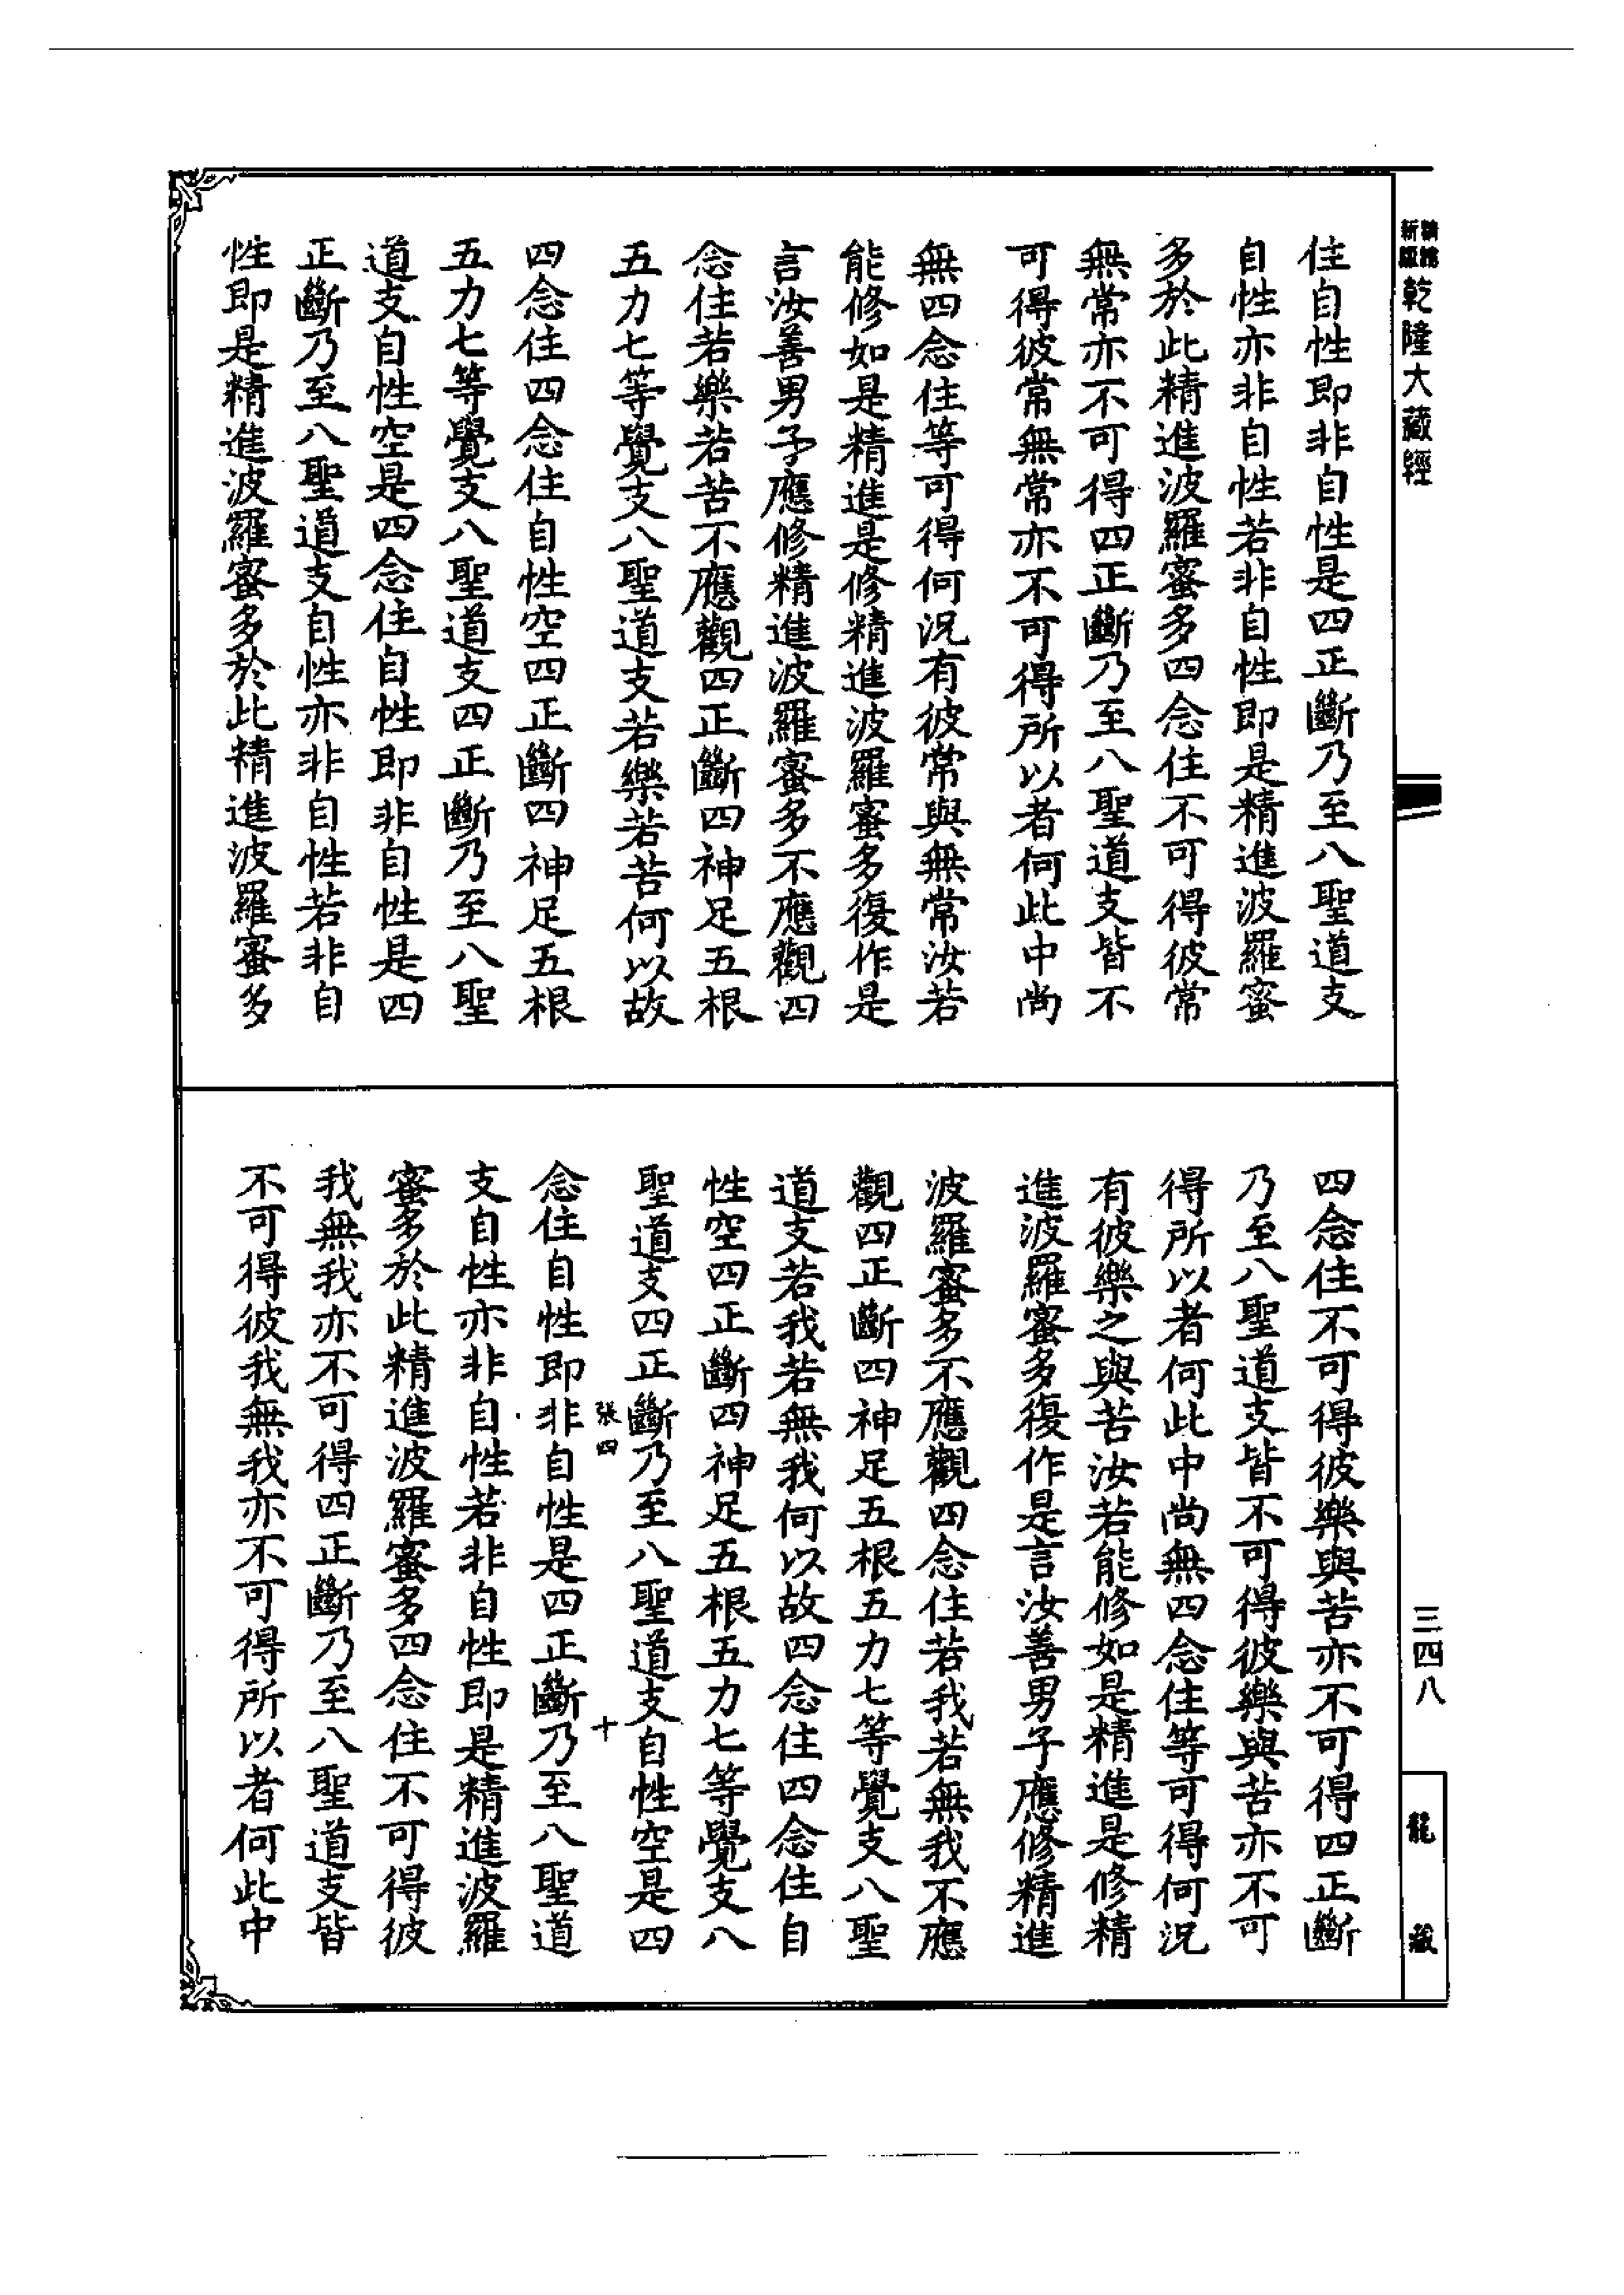 乾隆大藏經
住自性即非自性是四正斷乃至八聖道支
自性亦非自性若非自性即是精進波羅蜜
多於此精進波羅蜜多四念住不可得彼常
無常亦不可得四正斷乃至八聖道支皆不
可得彼常無常亦不可得所以者何此中尚
無四念住等可得何況有彼常與無常汝若
能修如是精進是修精進波羅蜜多復作是
言汝善男子應修精進波羅蜜多不應觀四
念住若樂若苦不應觀四正斷四神足五根
五力七等覺支八聖道支若樂若苦何以故
四念住四念住自性空四正斷四神足五根
五力七等覺支八聖道支四正斷乃至八聖
道支自性空是四念住自性即非自性是四
正斷乃至八聖道支自性亦非自性若非自
性即是精進波羅蜜多於此精進波羅蜜多
四念住不可得彼樂與苦亦不可得四正斷
乃至八聖道支皆不可得彼樂與苦亦不可
得所以者何此中尚無四念住等可得何況
有彼樂之與苦汝若能修如是精進是修精
進波羅蜜多復作是言汝善男子應修精進
波羅蜜多不應觀四念住若我若無我不應
觀四正斷四神足五根五力七等覺支八聖
道支若我若無我何以故四念住四念住自
性空四正斷四神足五根五力七等覺支八
聖道支四正斷乃至八聖道支自性空是四
張四 十
念住自性即非自性是四正斷乃至八聖道
支自性亦非自性若非自性即是精進波羅
蜜多於此精進波羅蜜多四念住不可得彼
我無我亦不可得四正斷乃至八聖道支皆
不可得彼我無我亦不可得所以者何此中
三四八
龍藏